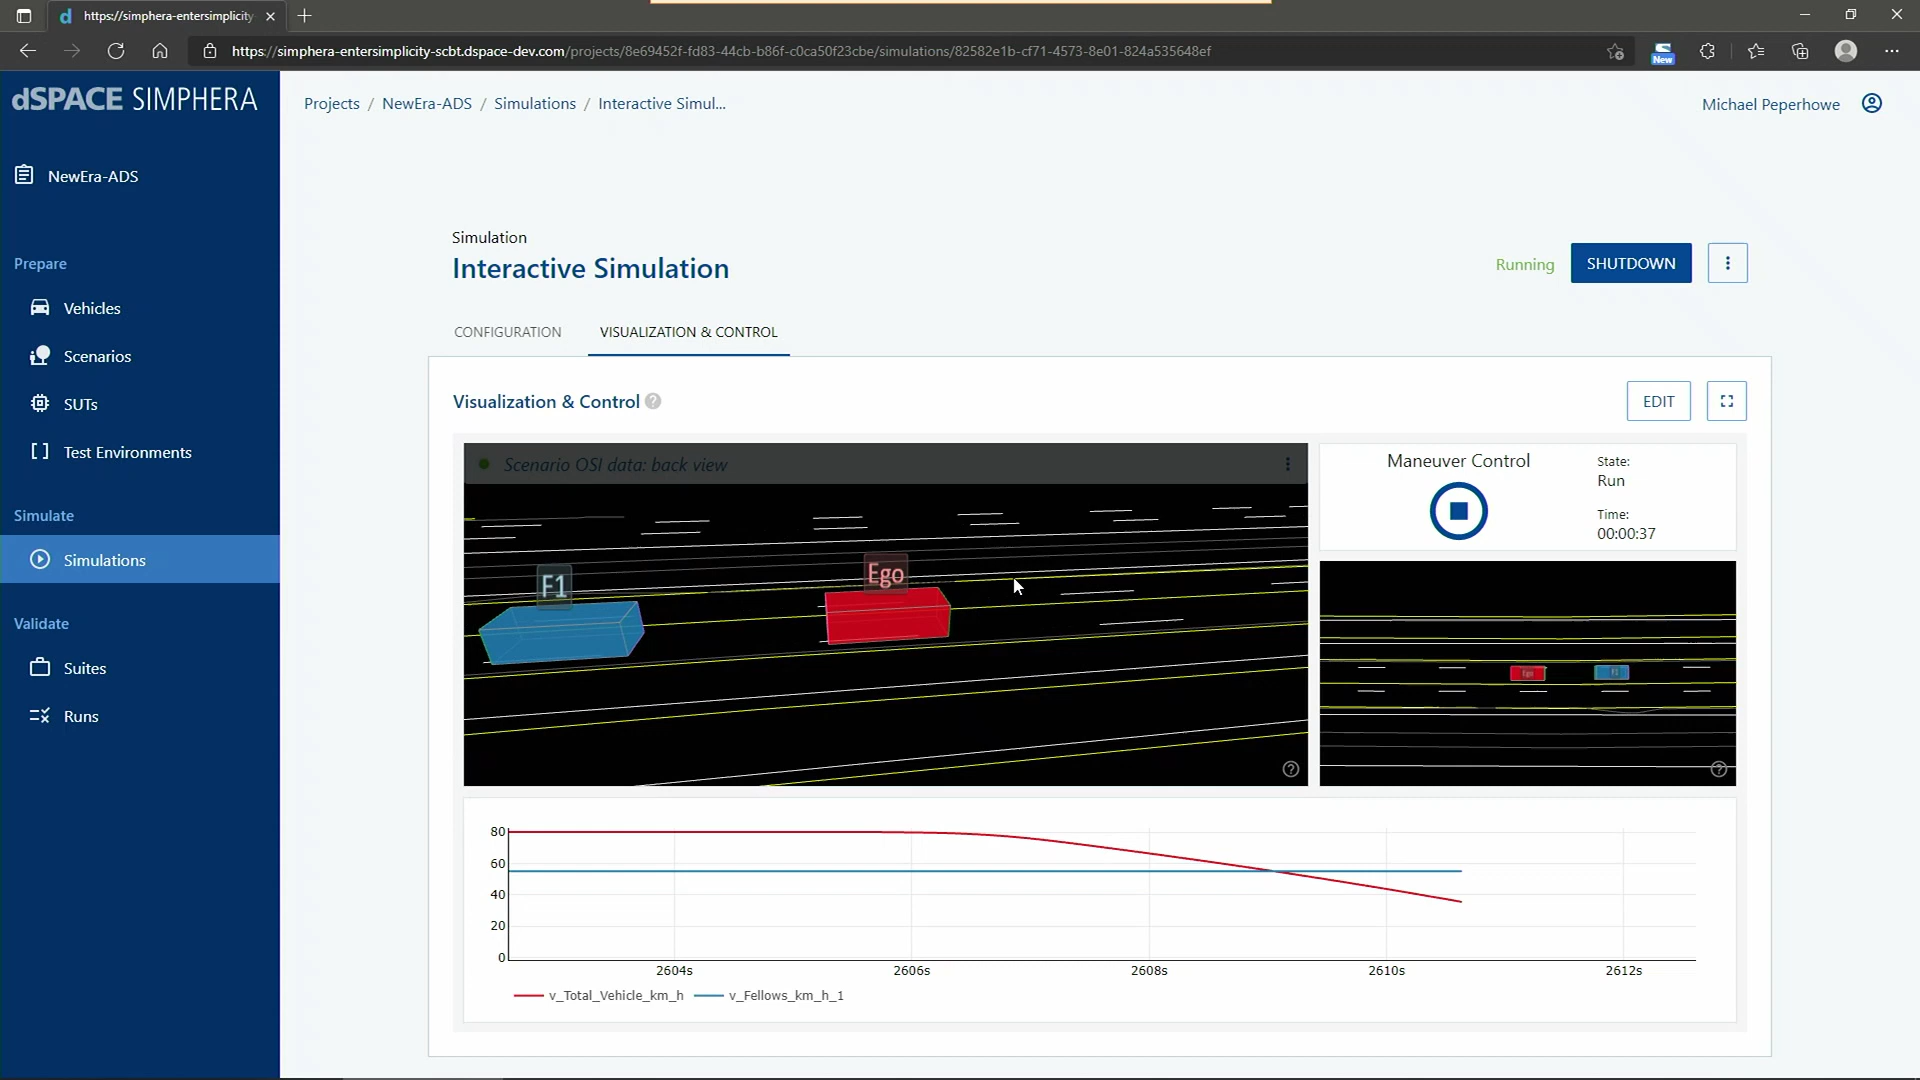 https://simphera-entersimplicity
https://simphera-entersimplicity-scbt.dspace-dev.com/projects/8e69452f-fd83-44cb-b86f-c0ca50f23cbe/simulations/82582e1b-cf71-4573-8e01-824a535648ef
New
dSPACE SIMPHERA
Projects / NewEra-ADS / Simulations / Interactive Simul...
Michael Peperhowe
NewEra-ADS
Prepare
Vehicles
Scenarios
SUTs
Test Environments
Simulate
Simulations
Validate
Suites
Runs
Simulation
Interactive Simulation
Running
SHUTDOWN
CONFIGURATION
VISUALIZATION & CONTROL
Visualization & Control ?
EDIT
Scenario OSI data: back view
F1
Ego
?
Maneuver Control
State:
Run
Time:
00:00:37
?
80
60
40
20
0
2604s
2606s
2608s
2610s
2612s
v_Total_Vehicle_km_h
v_Fellows_km_h_1